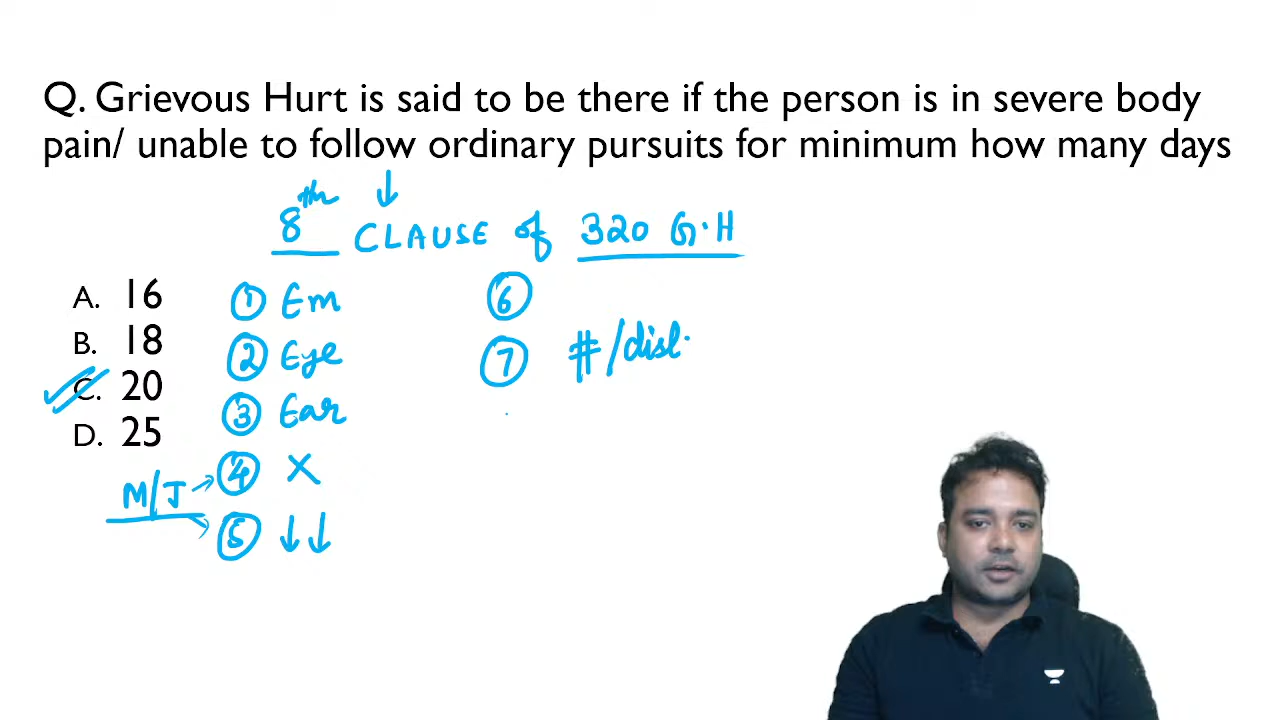 Q. Grievous Hurt is said to be there if the person is in severe body
pain/ unable to follow ordinary pursuits for minimum how many days
8th CLAUSE of 320 G.H
A. 16
B. 18
C. 20
D. 25
1 Em
2 Eye
3 Ear
4 X
5 ↓↓
M/J
6
7 #/disl.